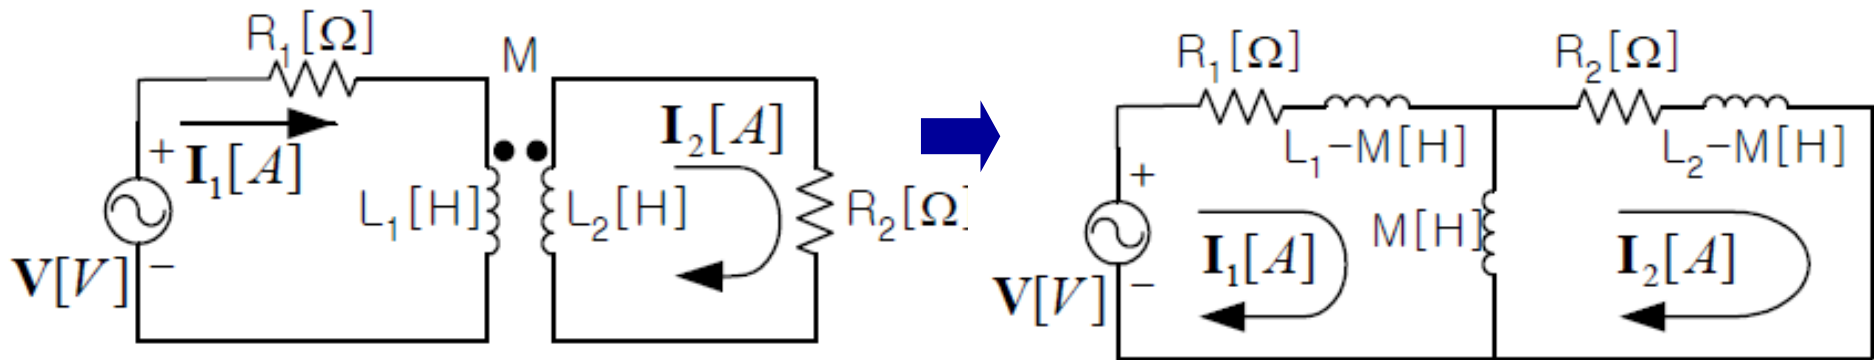 R₁[Ω]
M
I₁[A]
+
I₂[A]
L₁[H]
L₂[H]
R₂[Ω]
V[V]
−
R₁[Ω]
R₂[Ω]
L₁−M[H]
L₂−M[H]
+
M[H]
I₁[A]
I₂[A]
V[V]
−